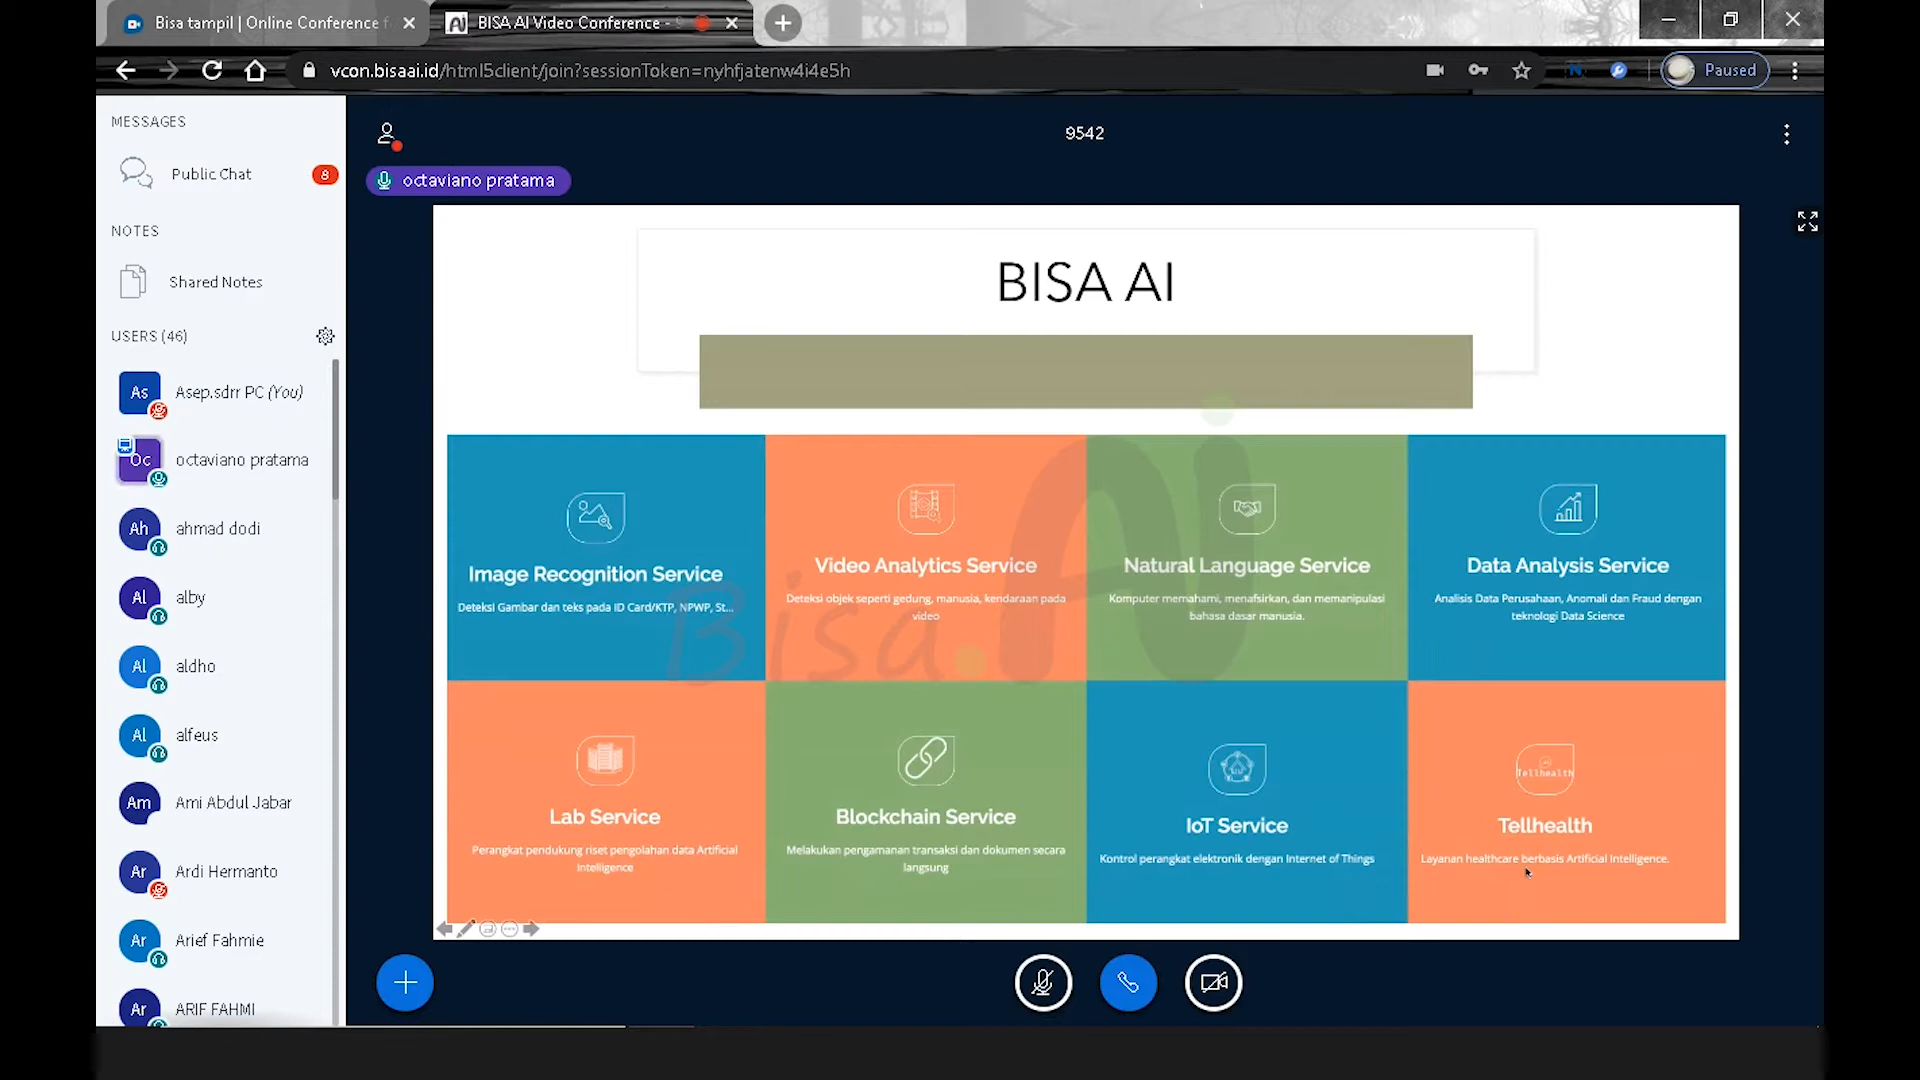 Bisa tampil | Online Conference
BISA AI Video Conference -
vcon.bisaai.id/html5client/join?sessionToken=nyhfjatenw4i4e5h
Paused
MESSAGES
Public Chat
8
NOTES
Shared Notes
USERS (46)
As
Asep.sdrr PC (You)
Oc
octaviano pratama
Ah
ahmad dodi
Al
alby
Al
aldho
Al
alfeus
Am
Ami Abdul Jabar
Ar
Ardi Hermanto
Ar
Arief Fahmie
Ar
ARIF FAHMI
9542
octaviano pratama
BISA AI
Image Recognition Service
Deteksi Gambar dan teks pada ID Card/KTP, NPWP, St...
Video Analytics Service
Deteksi objek seperti gedung, manusia, kendaraan pada
video
Natural Language Service
Komputer memahami, menafsirkan, dan memanipulasi
bahasa dasar manusia.
Data Analysis Service
Analisis Data Perusahaan, Anomali dan Fraud dengan
teknologi Data Science
Bisa.Ai
Lab Service
Perangkat pendukung riset pengolahan data Artificial
Intelligence
Blockchain Service
Melakukan pengamanan transaksi dan dokumen secara
langsung
IoT Service
Kontrol perangkat elektronik dengan Internet of Things
Tellhealth
Tellhealth
Layanan healthcare berbasis Artificial Intelligence.